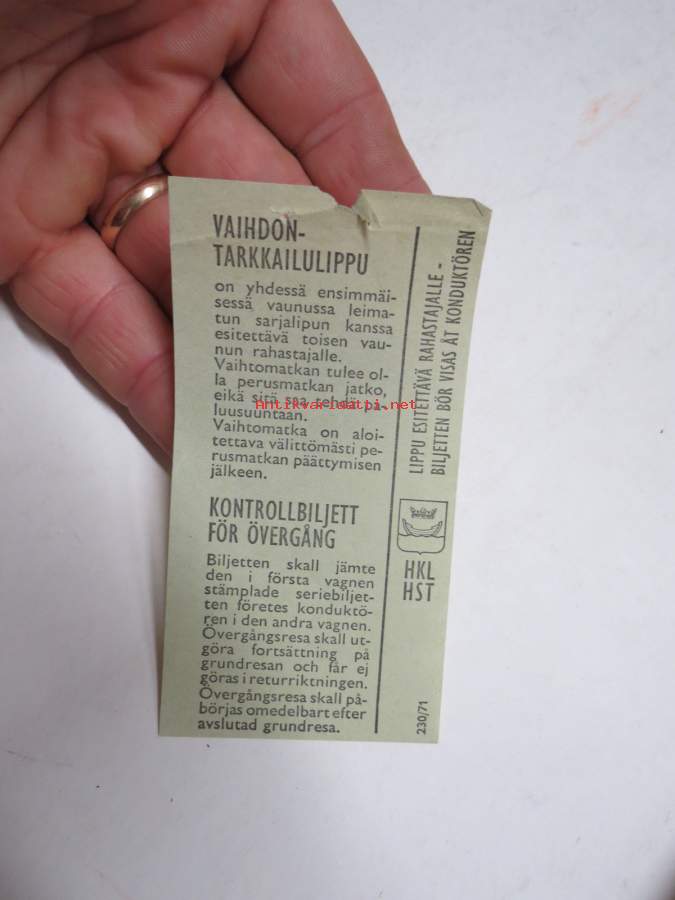 VAIHDON-
TARKKAILULIPPU
on yhdessä ensimmäi-
sessä vaunussa leima-
tun sarjalipun kanssa
esitettävä toisen vau-
nun rahastajalle.
Vaihtomatkan tulee ol-
la perusmatkan jatko,
eikä sitä saa tehdä pa-
luusuuntaan.
Vaihtomatka on aloi-
tettava välittömästi pe-
rusmatkan päättymisen
jälkeen.
KONTROLLBILJETT
FÖR ÖVERGÅNG
Biljetten skall jämte
den i första vagnen
stämplade seriebiljet-
ten företes konduktö-
ren i den andra vagnen.
Övergångsresa skall ut-
göra fortsättning på
grundresan och får ej
göras i returriktningen.
Övergångsresa skall på-
börjas omedelbart efter
avslutad grundresa.
LIPPU ESITETTÄVÄ RAHASTAJALLE -
BILJETTEN BÖR VISAS ÅT KONDUKTÖREN
HKL
HST
230/71
Antikvariaatti.net